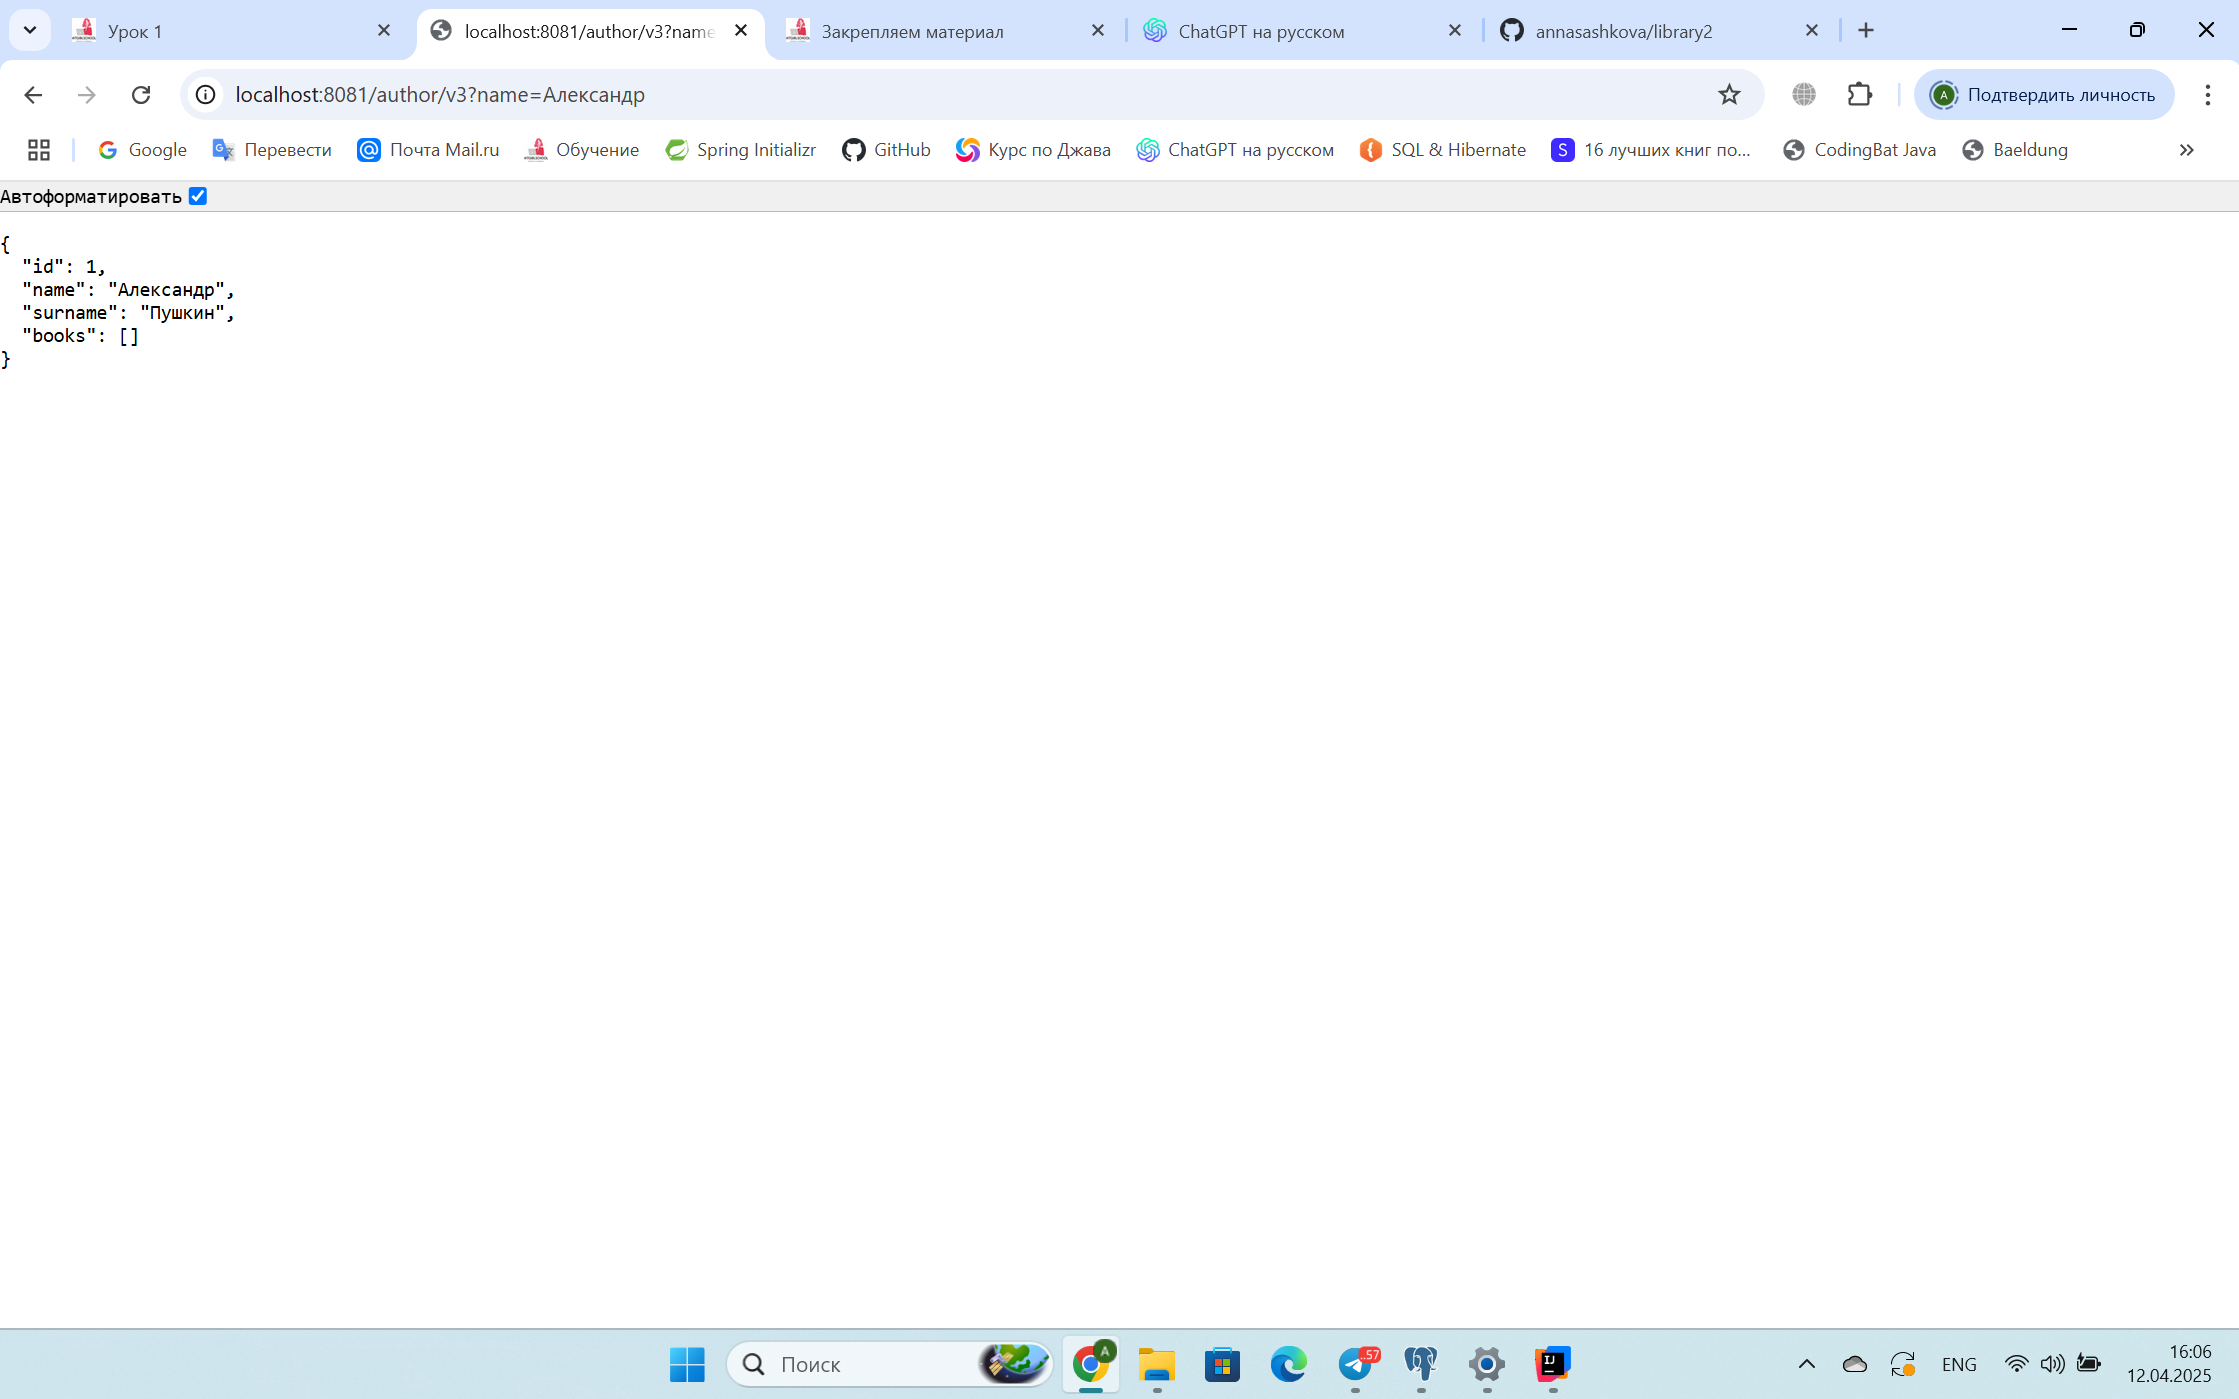 Урок 1
localhost:8081/author/v3?name
Закрепляем материал
ChatGPT на русском
annasashkova/library2
localhost:8081/author/v3?name=Александр
A
Подтвердить личность
Google
Перевести
Почта Mail.ru
Обучение
Spring Initializr
GitHub
Курс по Джава
ChatGPT на русском
SQL & Hibernate
S
16 лучших книг по...
CodingBat Java
Baeldung
Автоформатировать
{
"id": 1,
"name": "Александр",
"surname": "Пушкин",
"books": []
}
Поиск
A
..57
IJ
ENG
16:06
12.04.2025